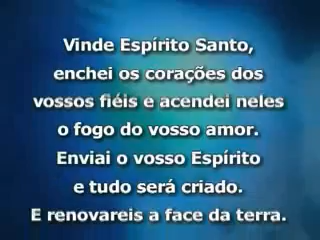 Vinde Espírito Santo,
enchei os corações dos
vossos fiéis e acendei neles
o fogo do vosso amor.
Enviai o vosso Espírito
e tudo será criado.
E renovareis a face da terra.